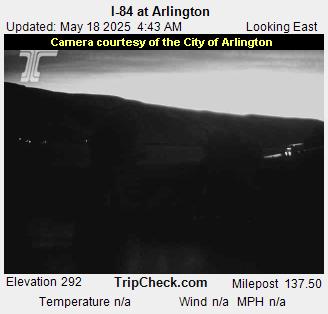 I-84 at Arlington
Updated: May 18 2025 4:43 AM Looking East
Camera courtesy of the City of Arlington
Elevation 292 TripCheck.com Milepost 137.50
Temperature n/a Wind n/a MPH n/a